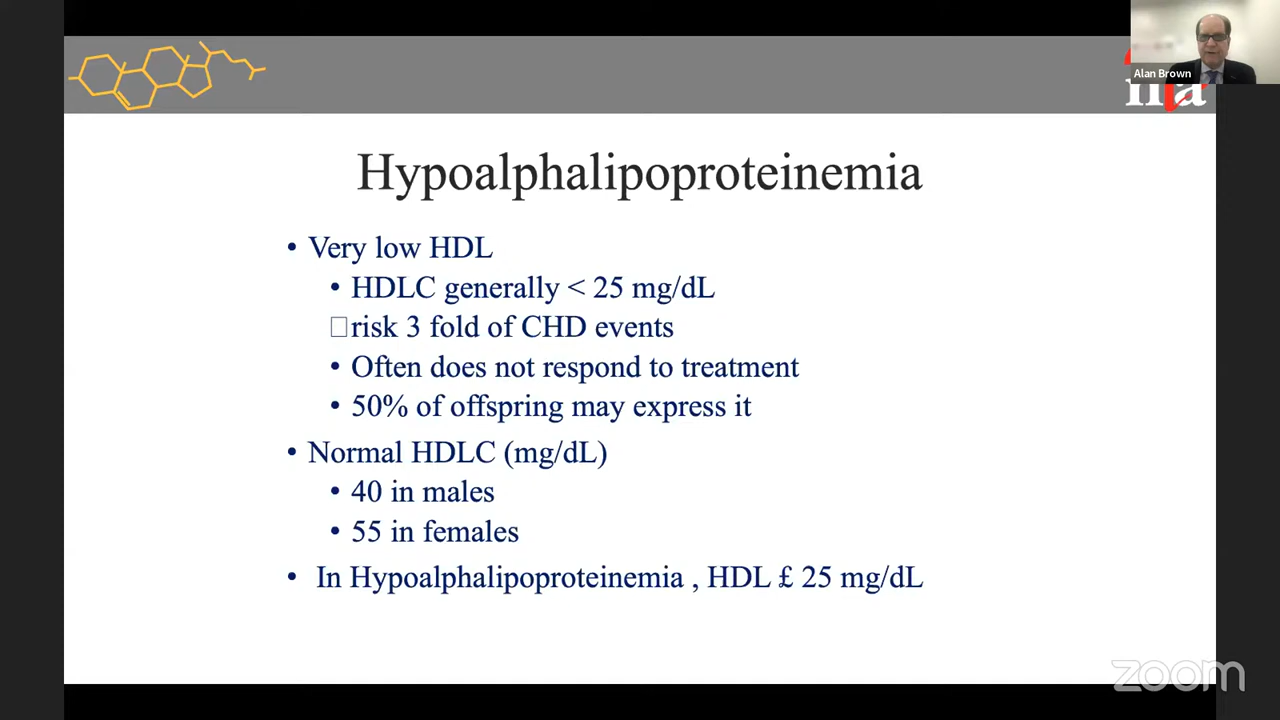 Alan Brown
Hypoalphalipoproteinemia
• Very low HDL
• HDLC generally < 25 mg/dL
□risk 3 fold of CHD events
• Often does not respond to treatment
• 50% of offspring may express it
• Normal HDLC (mg/dL)
• 40 in males
• 55 in females
• In Hypoalphalipoproteinemia , HDL £ 25 mg/dL
zoom